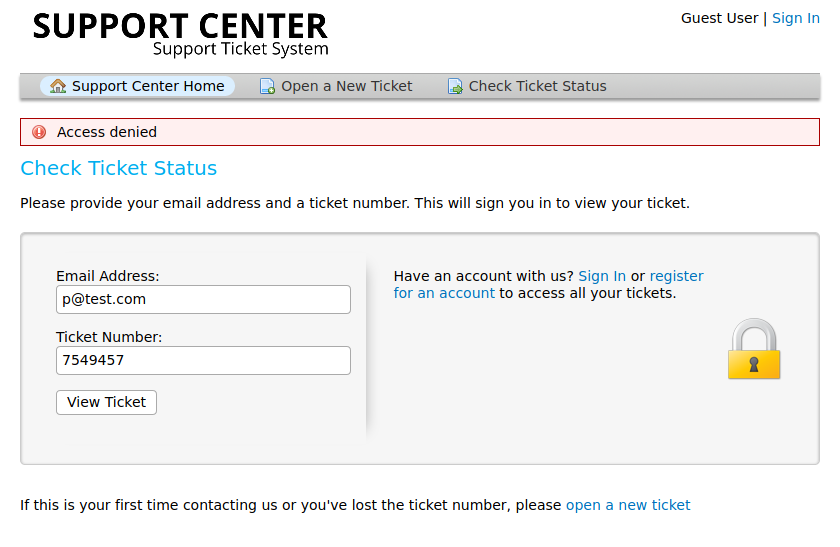 SUPPORT CENTER
Support Ticket System
Guest User | Sign In
Support Center Home
Open a New Ticket
Check Ticket Status
Access denied
Check Ticket Status
Please provide your email address and a ticket number. This will sign you in to view your ticket.
Email Address:
p@test.com
Ticket Number:
7549457
View Ticket
Have an account with us? Sign In or register
for an account to access all your tickets.
If this is your first time contacting us or you've lost the ticket number, please open a new ticket